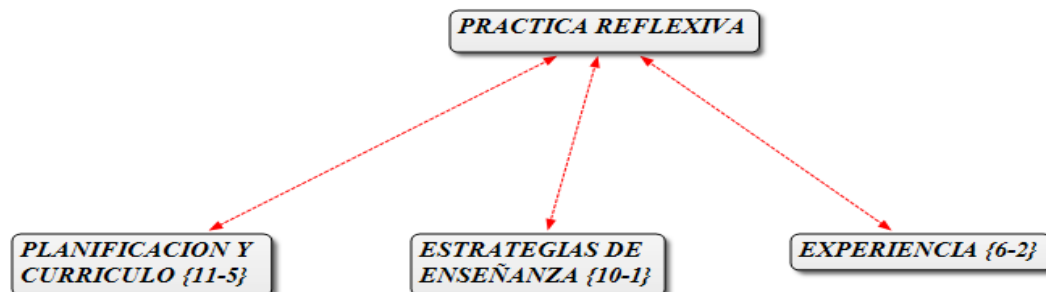 PRACTICA REFLEXIVA
PLANIFICACION Y
CURRICULO {11-5}
ESTRATEGIAS DE
ENSEÑANZA {10-1}
EXPERIENCIA {6-2}